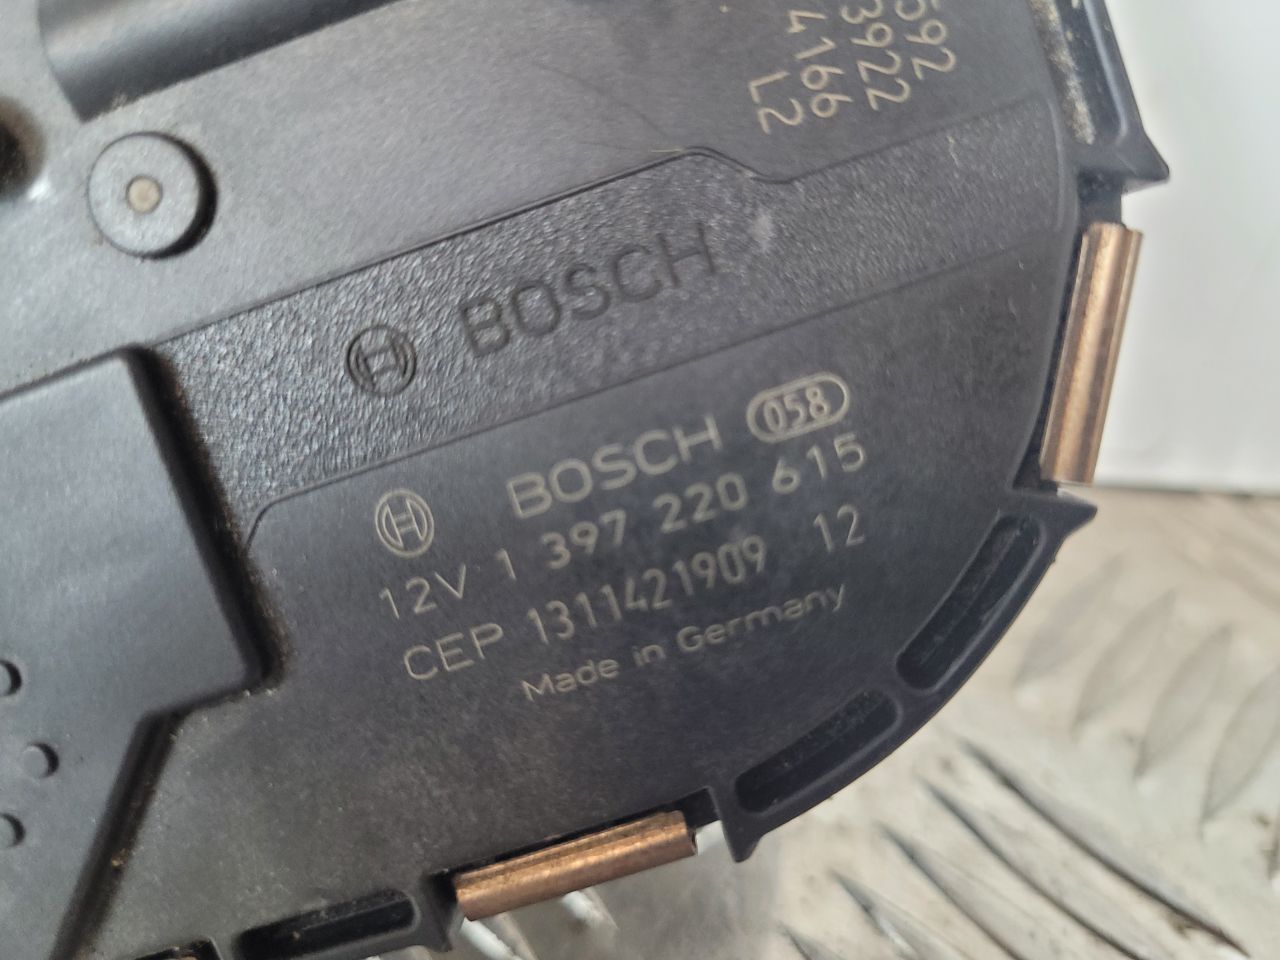 592
3922
4166
L2
BOSCH
BOSCH 058
12V 1 397 220 615
CEP 1311421909 12
Made in Germany